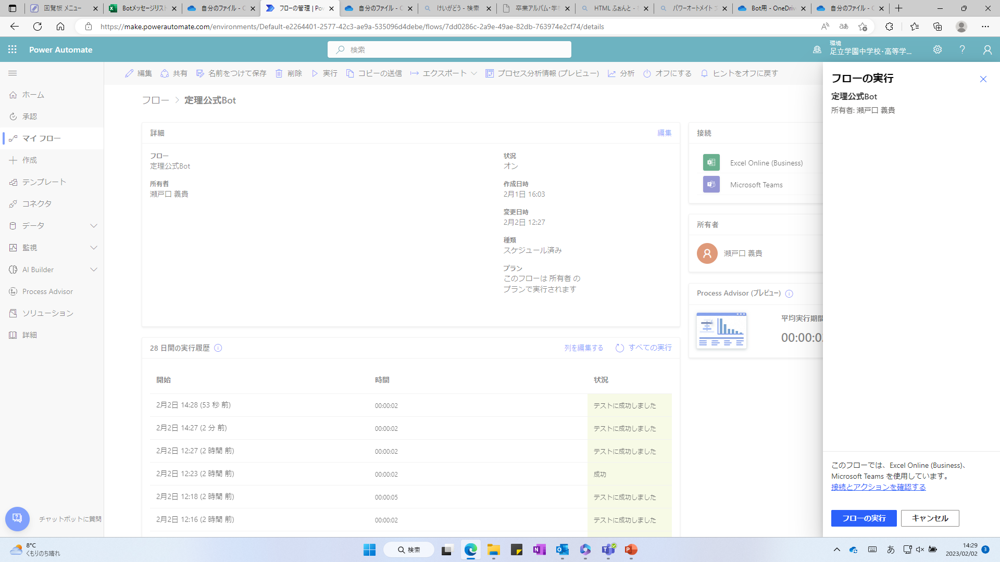 回覧板 メニュー
Botメッセージリスト
自分のファイル - O
フローの管理 | Pow
自分のファイル - O
けいがどう - 検索
卒業アルバム・学
HTML ふぉんと -
パワーオートメイト
Bot用 - OneDrive
自分のファイル - O
https://make.powerautomate.com/environments/Default-e2264401-2577-42c3-ae9a-535096d4debe/flows/7dd0286c-2a9e-49ae-82db-763974e2cf74/details
Power Automate
検索
環境
足立学園中学校・高等学...
編集
共有
名前をつけて保存
削除
実行
コピーの送信
エクスポート
プロセス分析情報 (プレビュー)
分析
オフにする
ヒントをオフに戻す
ホーム
承認
マイ フロー
作成
テンプレート
コネクタ
データ
監視
AI Builder
Process Advisor
ソリューション
詳細
チャットボットに質問
フロー > 定理公式Bot
詳細
編集
フロー
定理公式Bot
所有者
瀬戸口 義貴
状況
オン
作成日時
2月1日 16:03
変更日時
2月2日 12:27
種類
スケジュール済み
プラン
このフローは 所有者 の
プランで実行されます
28 日間の実行履歴
列を編集する
すべての実行
開始 時間 状況
2月2日 14:28 (53 秒 前) 00:00:02 テストに成功しました
2月2日 14:27 (2 分 前) 00:00:02 テストに成功しました
2月2日 12:27 (2 時間 前) 00:00:02 テストに成功しました
2月2日 12:23 (2 時間 前) 00:00:02 成功
2月2日 12:18 (2 時間 前) 00:00:05 テストに成功しました
2月2日 12:16 (2 時間 前) 00:00:02 テストに成功しました
接続
Excel Online (Business)
Microsoft Teams
所有者
瀬戸口 義貴
Process Advisor (プレビュー)
平均実行期間
00:00:0
フローの実行
定理公式Bot
所有者: 瀬戸口 義貴
このフローでは、Excel Online (Business)、
Microsoft Teams を使用しています。
接続とアクションを確認する
フローの実行
キャンセル
8°C
くもりのち晴れ
検索
あ
14:29
2023/02/02
3